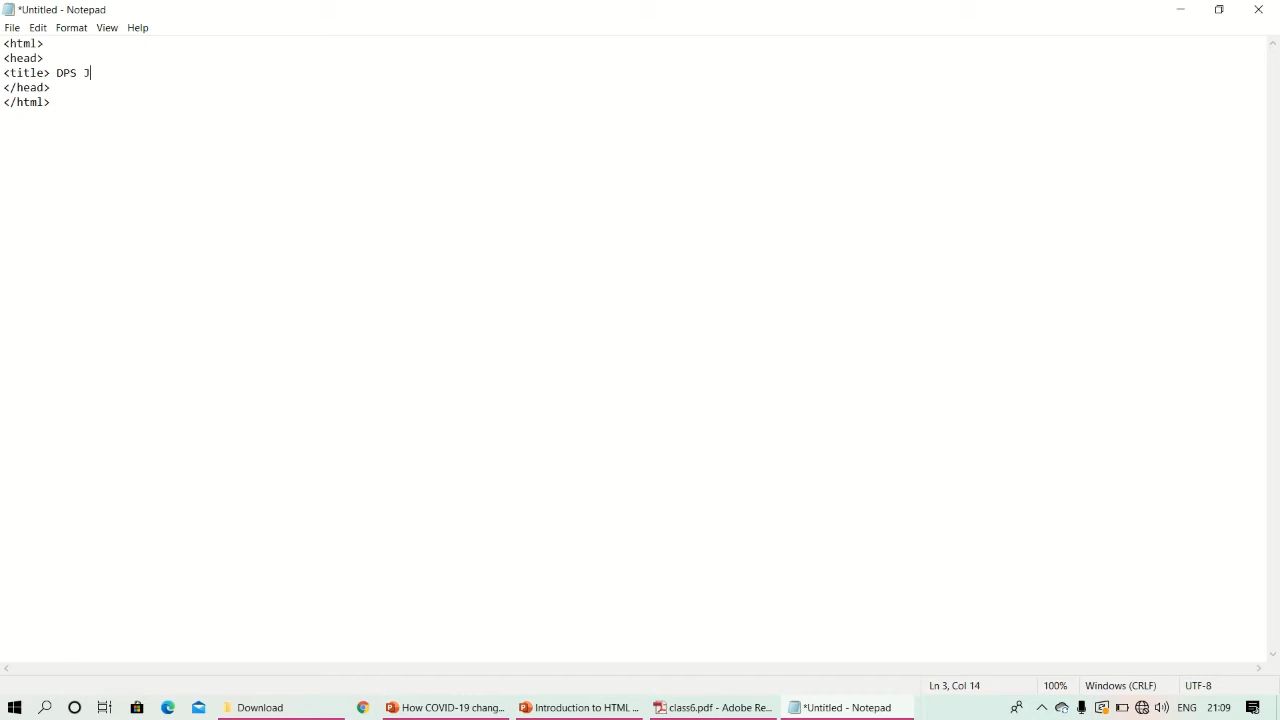 *Untitled - Notepad
File Edit Format View Help
<html>
<head>
<title> DPS J
</head>
</html>
Ln 3, Col 14 100% Windows (CRLF) UTF-8
Download How COVID-19 chang... Introduction to HTML ... class6.pdf - Adobe Re... *Untitled - Notepad ENG 21:09